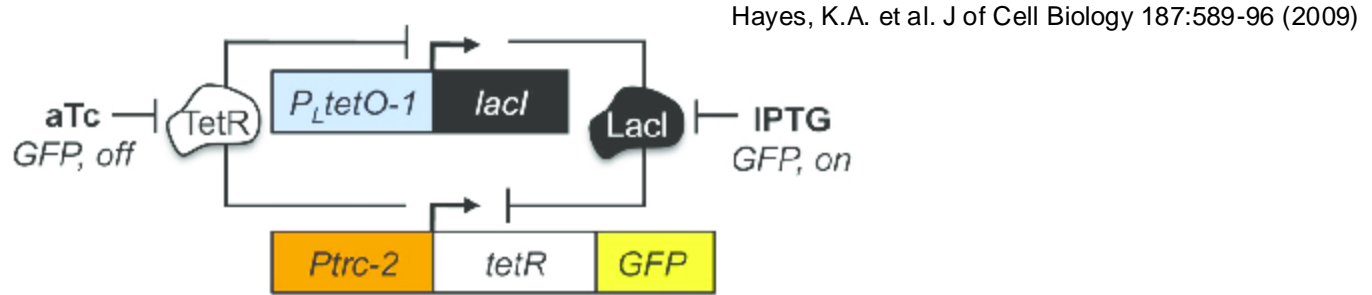 Hayes, K.A. et al. J of Cell Biology 187:589-96 (2009)
aTc
GFP, off
TetR
PLtetO-1
lacI
LacI
IPTG
GFP, on
Ptrc-2
tetR
GFP